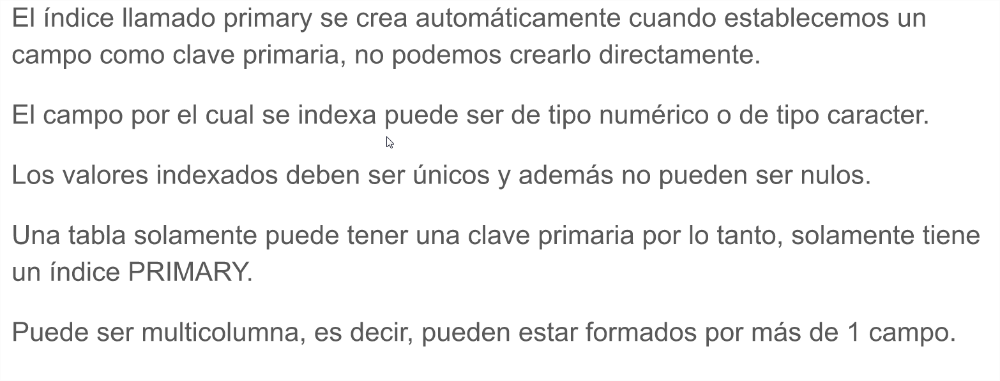 El índice llamado primary se crea automáticamente cuando establecemos un
campo como clave primaria, no podemos crearlo directamente.
El campo por el cual se indexa puede ser de tipo numérico o de tipo caracter.
Los valores indexados deben ser únicos y además no pueden ser nulos.
Una tabla solamente puede tener una clave primaria por lo tanto, solamente tiene
un índice PRIMARY.
Puede ser multicolumna, es decir, pueden estar formados por más de 1 campo.